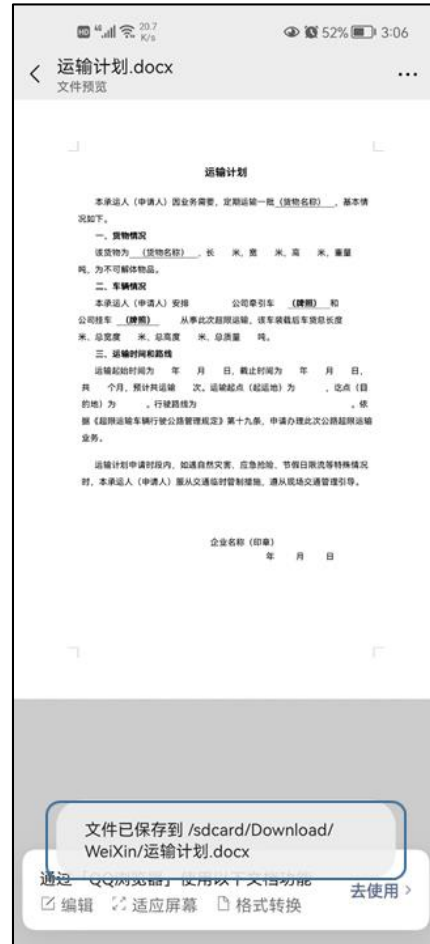 HD 4G 20.7 K/s 52% 3:06
运输计划.docx
文件预览
运输计划
本承运人（申请人）因业务需要，定期运输一批（货物名称），基本情
况如下。
一、货物情况
该货物为（货物名称），长 米，宽 米，高 米，重量
吨，为不可解体物品。
二、车辆情况
本承运人（申请人）安排 公司牵引车 （牌照） 和
公司挂车 （牌照） 从事此次超限运输，该车装载后车货总长度
米、总宽度 米、总高度 米、总质量 吨。
三、运输时间和路线
运输起始时间为 年 月 日，截止时间为 年 月 日，
共 个月，预计共运输 次。运输起点（起运地）为 ，讫点（目
的地）为 ，行驶路线为 ，依
据《超限运输车辆行驶公路管理规定》第十九条，申请办理此次公路超限运输
业务。
运输计划申请时段内，如遇自然灾害、应急抢险、节假日限流等特殊情况
时，本承运人（申请人）服从交通临时管制措施，遵从现场交通管理引导。
企业名称（印章）
年 月 日
文件已保存到 /sdcard/Download/
WeiXin/运输计划.docx
通过「QQ浏览器」使用以下文档功能
编辑 适应屏幕 格式转换 去使用